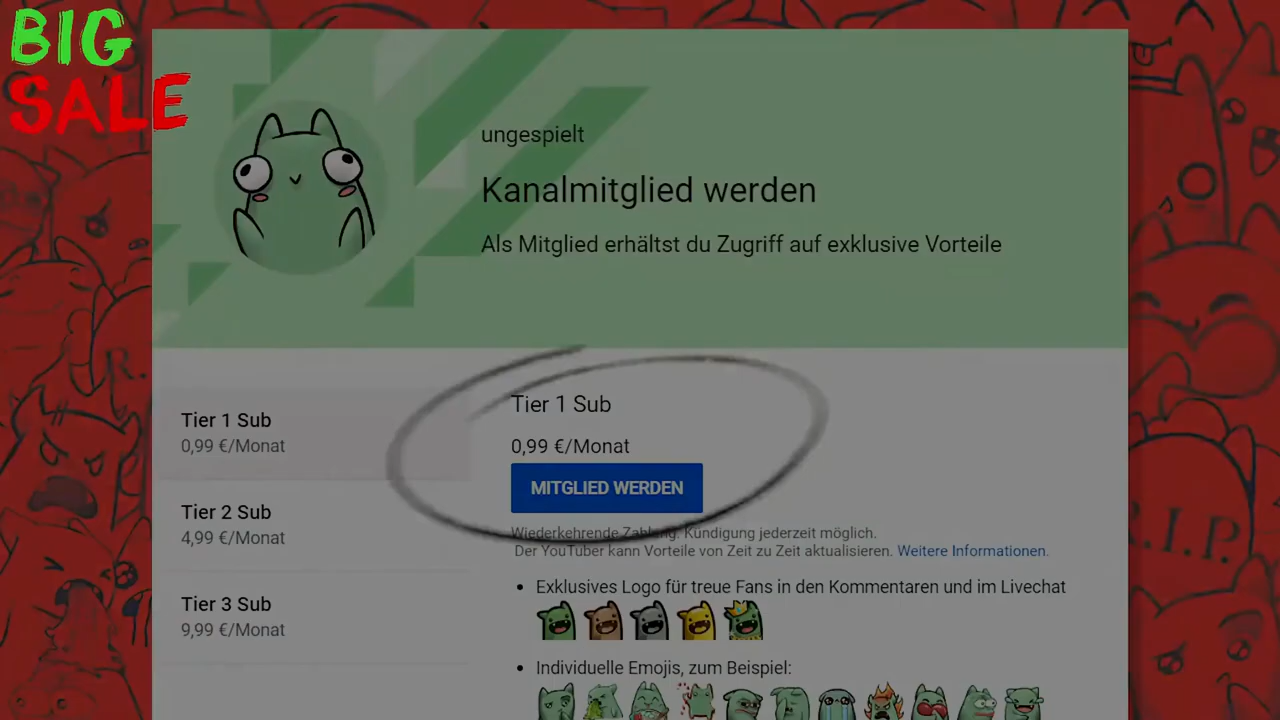 BIG
SALE
ungespielt
Kanalmitglied werden
Als Mitglied erhältst du Zugriff auf exklusive Vorteile
Tier 1 Sub
0,99 €/Monat
Tier 2 Sub
4,99 €/Monat
Tier 3 Sub
9,99 €/Monat
Tier 1 Sub
0,99 €/Monat
MITGLIED WERDEN
Wiederkehrende Zahlung. Kündigung jederzeit möglich.
Der YouTuber kann Vorteile von Zeit zu Zeit aktualisieren. Weitere Informationen.
• Exklusives Logo für treue Fans in den Kommentaren und im Livechat
• Individuelle Emojis, zum Beispiel:
R.
R.I.P.